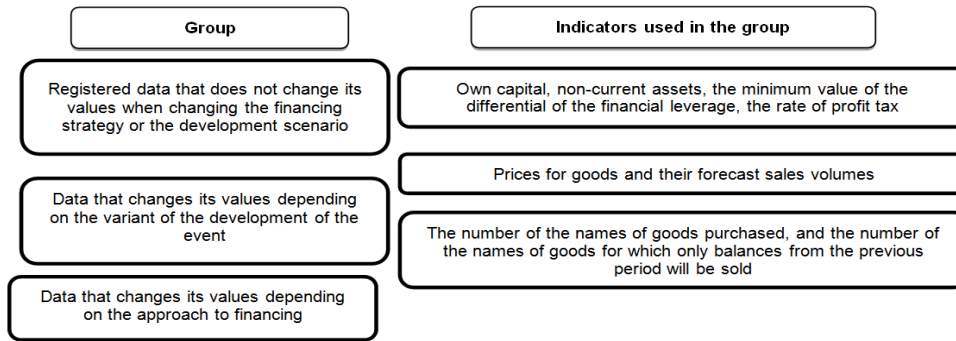 Group
Indicators used in the group
Registered data that does not change its
values when changing the financing
strategy or the development scenario
Own capital, non-current assets, the minimum value of the
differential of the financial leverage, the rate of profit tax
Data that changes its values depending
on the variant of the development of the
event
Prices for goods and their forecast sales volumes
Data that changes its values depending
on the approach to financing
The number of the names of goods purchased, and the number of
the names of goods for which only balances from the previous
period will be sold